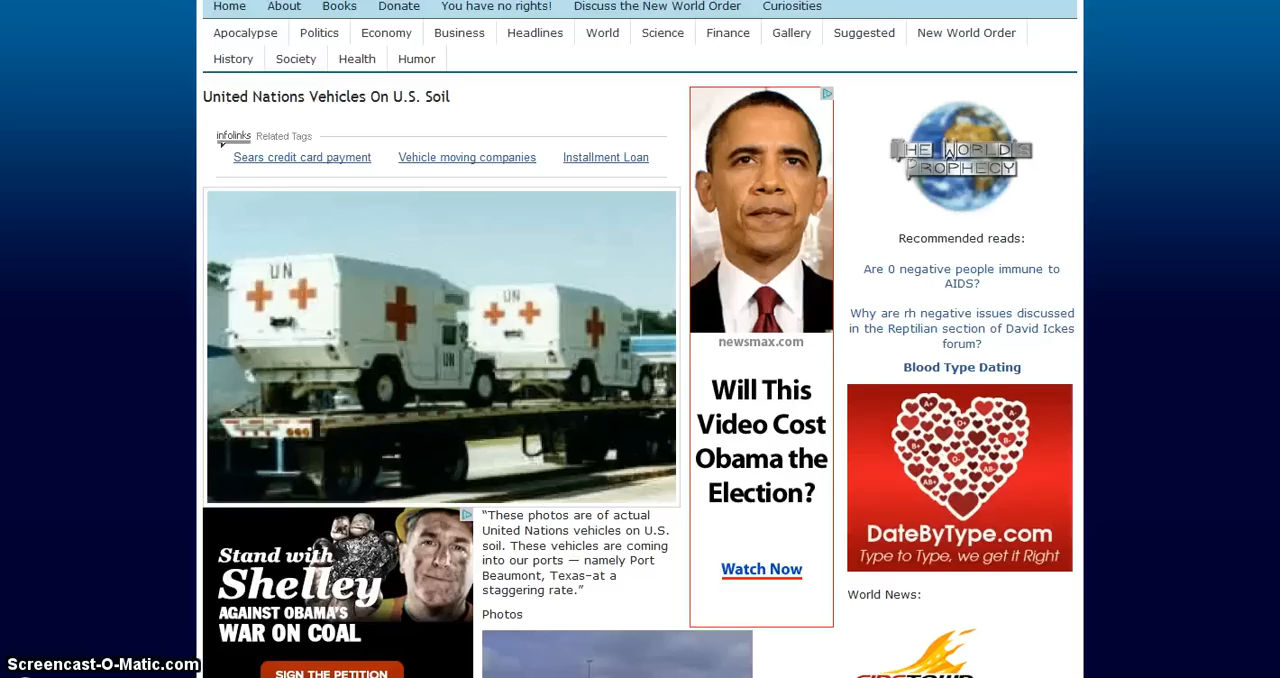 Home About Books Donate You have no rights! Discuss the New World Order Curiosities
Apocalypse Politics Economy Business Headlines World Science Finance Gallery Suggested New World Order
History Society Health Humor
United Nations Vehicles On U.S. Soil
infolinks Related Tags
Sears credit card payment Vehicle moving companies Installment Loan
UN
UN
UN
UN
Stand with
Shelley
AGAINST OBAMA'S
WAR ON COAL
SIGN THE PETITION
“These photos are of actual
United Nations vehicles on U.S.
soil. These vehicles are coming
into our ports — namely Port
Beaumont, Texas–at a
staggering rate.”
Photos
newsmax.com
Will This
Video Cost
Obama the
Election?
Watch Now
THE WORLD'S
PROPHECY
Recommended reads:
Are 0 negative people immune to
AIDS?
Why are rh negative issues discussed
in the Reptilian section of David Ickes
forum?
Blood Type Dating
A+
A-
O+
B+
B-
O-
AB-
AB+
DateByType.com
Type to Type, we get it Right
World News:
Screencast-O-Matic.com